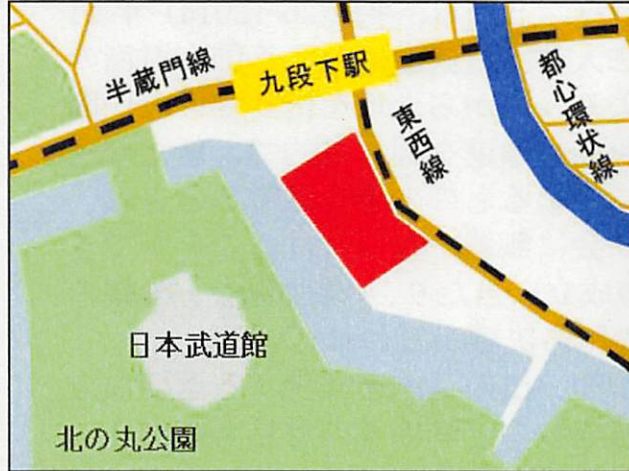 半蔵門線
九段下駅
東西線
都心環状線
日本武道館
北の丸公園